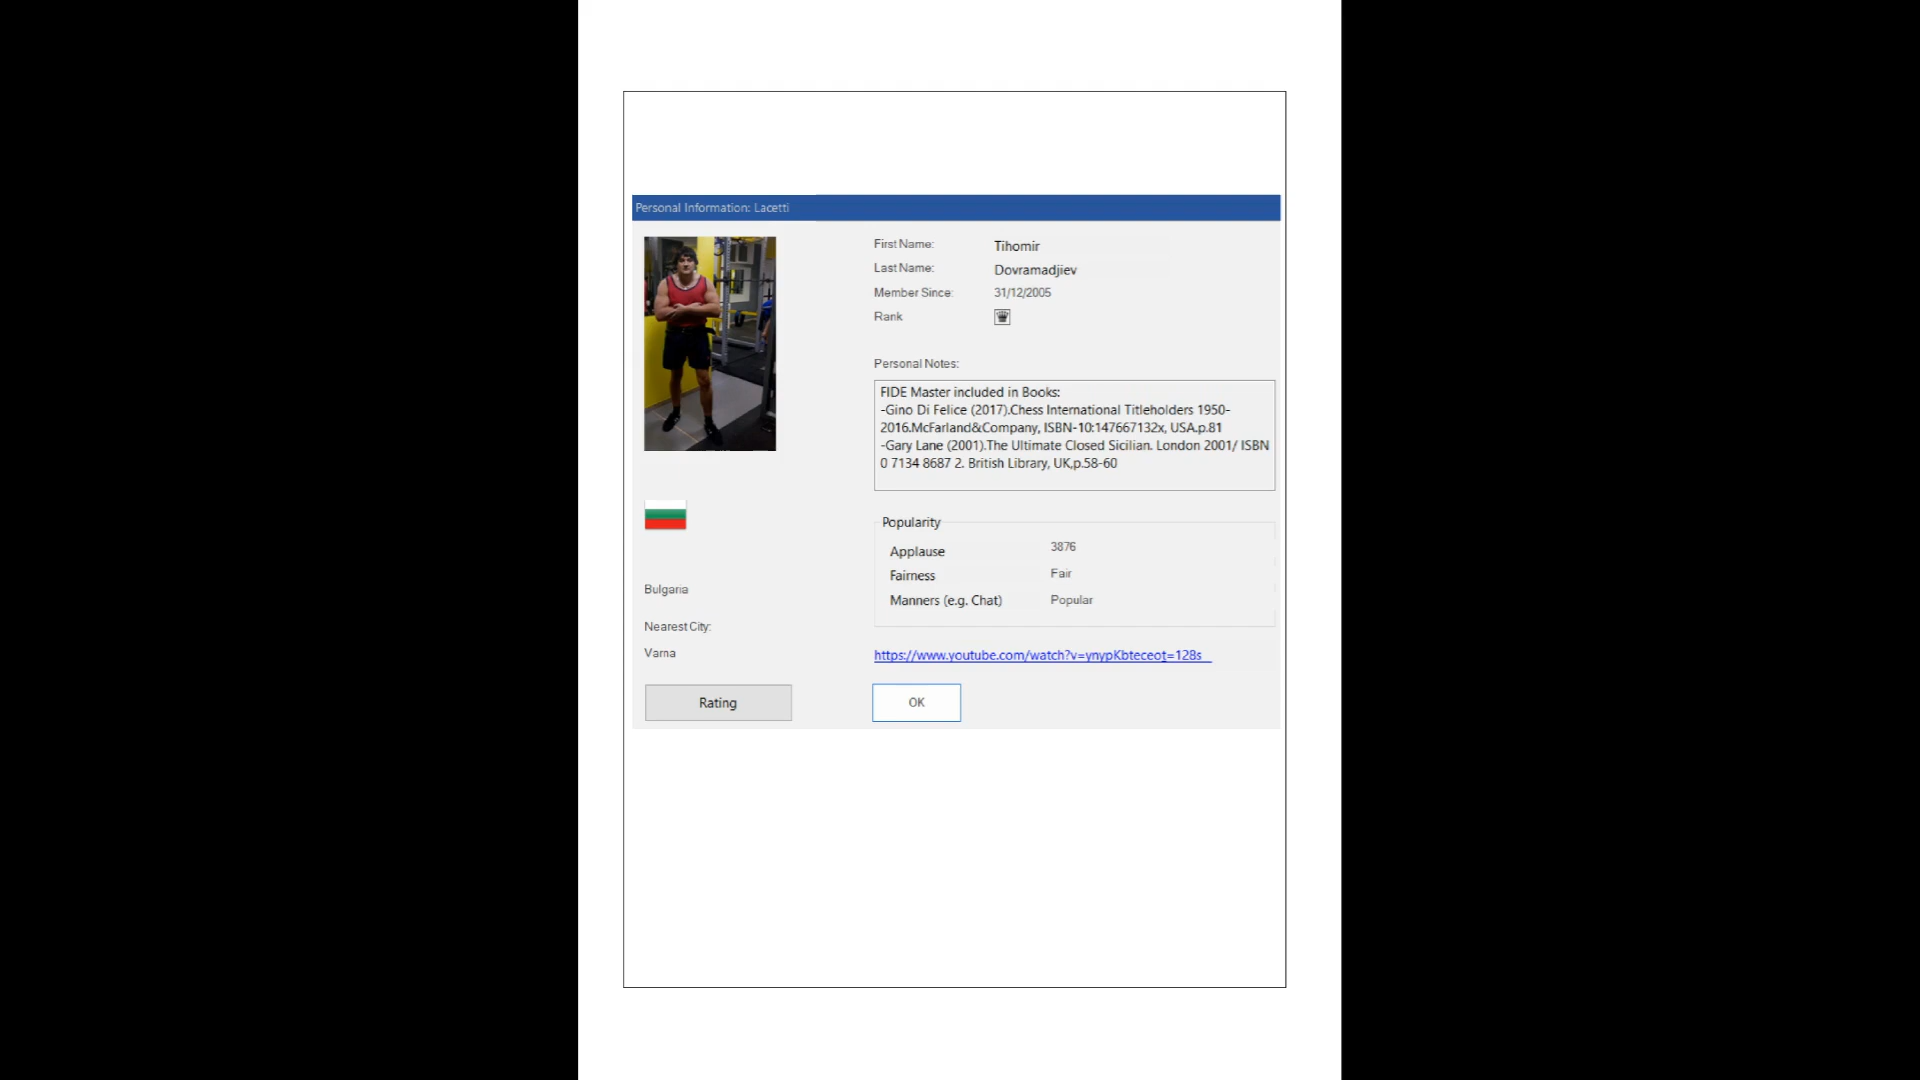 Personal Information: Lacetti
First Name: Tihomir
Last Name: Dovramadjiev
Member Since: 31/12/2005
Rank
Personal Notes:
FIDE Master included in Books:
-Gino Di Felice (2017).Chess International Titleholders 1950-
2016.McFarland&Company, ISBN-10:147667132x, USA.p.81
-Gary Lane (2001).The Ultimate Closed Sicilian. London 2001/ ISBN
0 7134 8687 2. British Library, UK,p.58-60
Popularity
Applause 3876
Fairness Fair
Manners (e.g. Chat) Popular
Bulgaria
Nearest City:
Varna
https://www.youtube.com/watch?v=ynypKbteceot=128s
Rating
OK